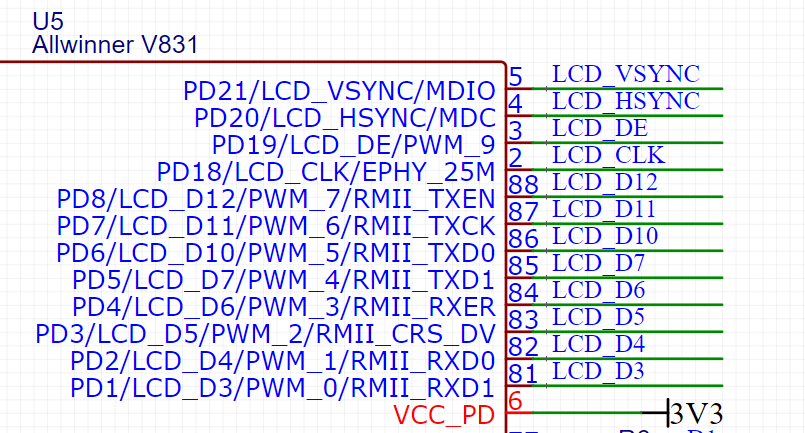 U5
Allwinner V831
PD21/LCD_VSYNC/MDIO 5 LCD_VSYNC
PD20/LCD_HSYNC/MDC 4 LCD_HSYNC
PD19/LCD_DE/PWM_9 3 LCD_DE
PD18/LCD_CLK/EPHY_25M 2 LCD_CLK
PD8/LCD_D12/PWM_7/RMII_TXEN 88 LCD_D12
PD7/LCD_D11/PWM_6/RMII_TXCK 87 LCD_D11
PD6/LCD_D10/PWM_5/RMII_TXD0 86 LCD_D10
PD5/LCD_D7/PWM_4/RMII_TXD1 85 LCD_D7
PD4/LCD_D6/PWM_3/RMII_RXER 84 LCD_D6
PD3/LCD_D5/PWM_2/RMII_CRS_DV 83 LCD_D5
PD2/LCD_D4/PWM_1/RMII_RXD0 82 LCD_D4
PD1/LCD_D3/PWM_0/RMII_RXD1 81 LCD_D3
VCC_PD 6 3V3